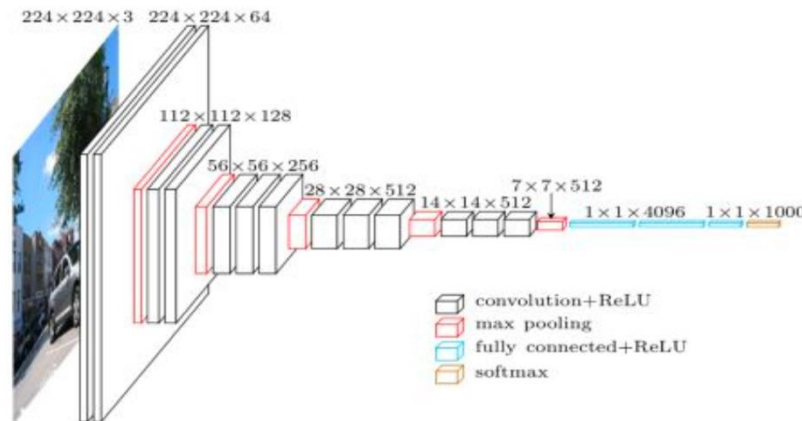 224×224×3
224×224×64
112×112×128
56×56×256
28×28×512
14×14×512
7×7×512
1×1×4096
1×1×1000
convolution+ReLU
max pooling
fully connected+ReLU
softmax